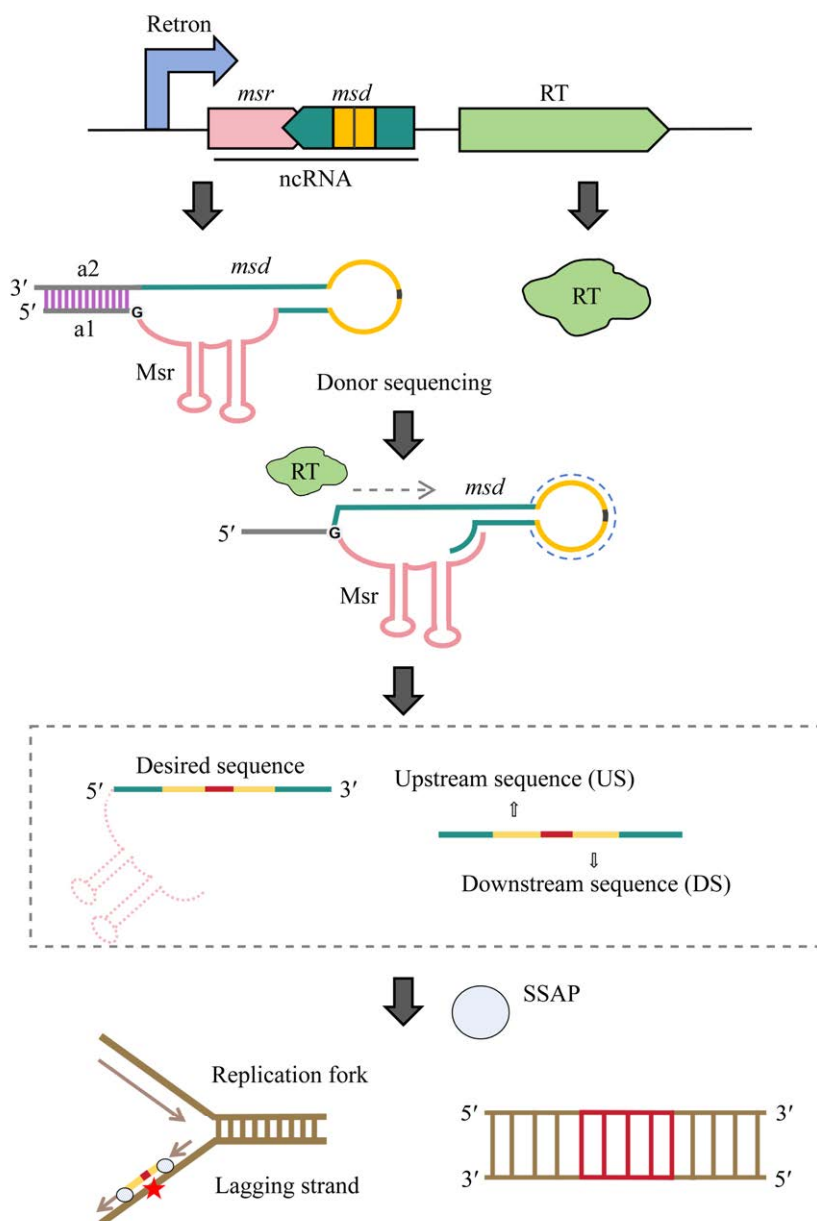 Retron
msr
msd
RT
ncRNA
a2
msd
3′
5′
G
a1
RT
Msr
Donor sequencing
RT
msd
5′
G
Msr
Desired sequence
5′
3′
Upstream sequence (US)
⇧
⇩
Downstream sequence (DS)
SSAP
Replication fork
5′
3′
3′
5′
Lagging strand